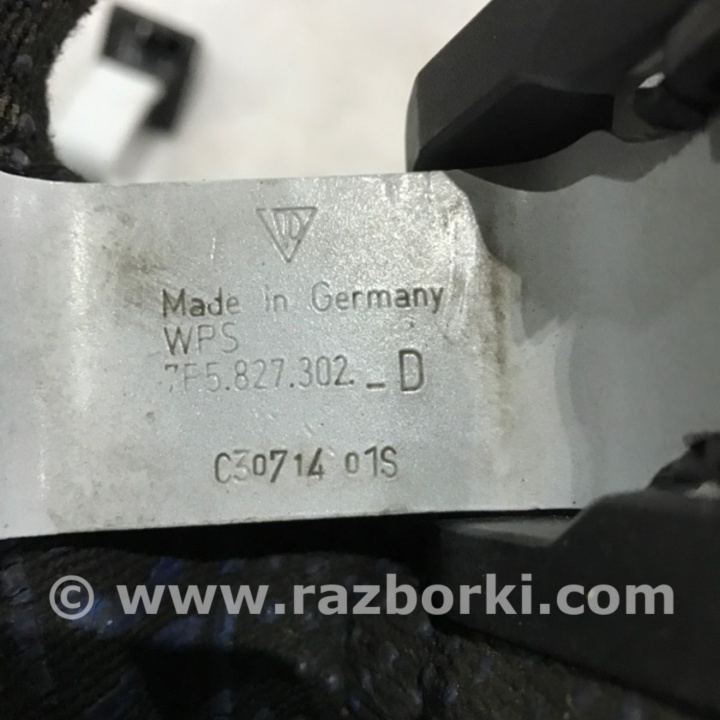 Made in Germany
WPS
7P5.827.302._D
C30714 01S
© www.razborki.com